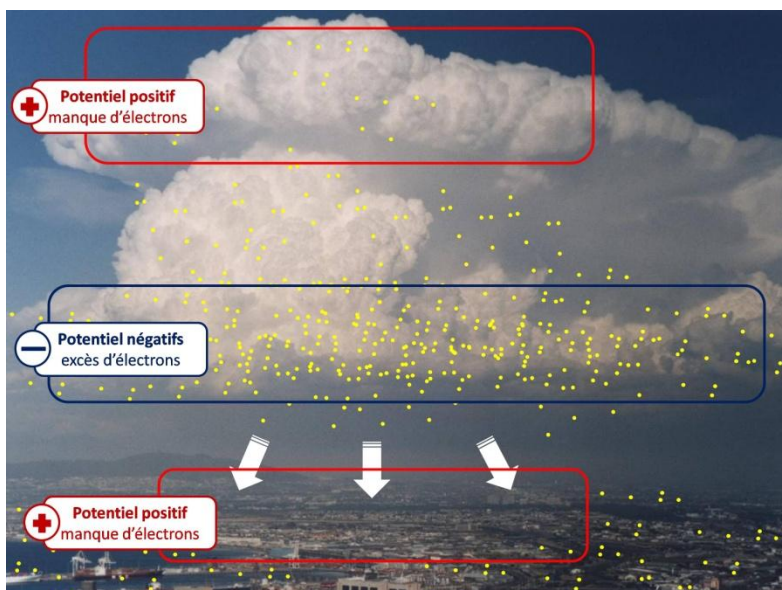 Potentiel positif
manque d'électrons
Potentiel négatifs
excès d'électrons
Potentiel positif
manque d'électrons